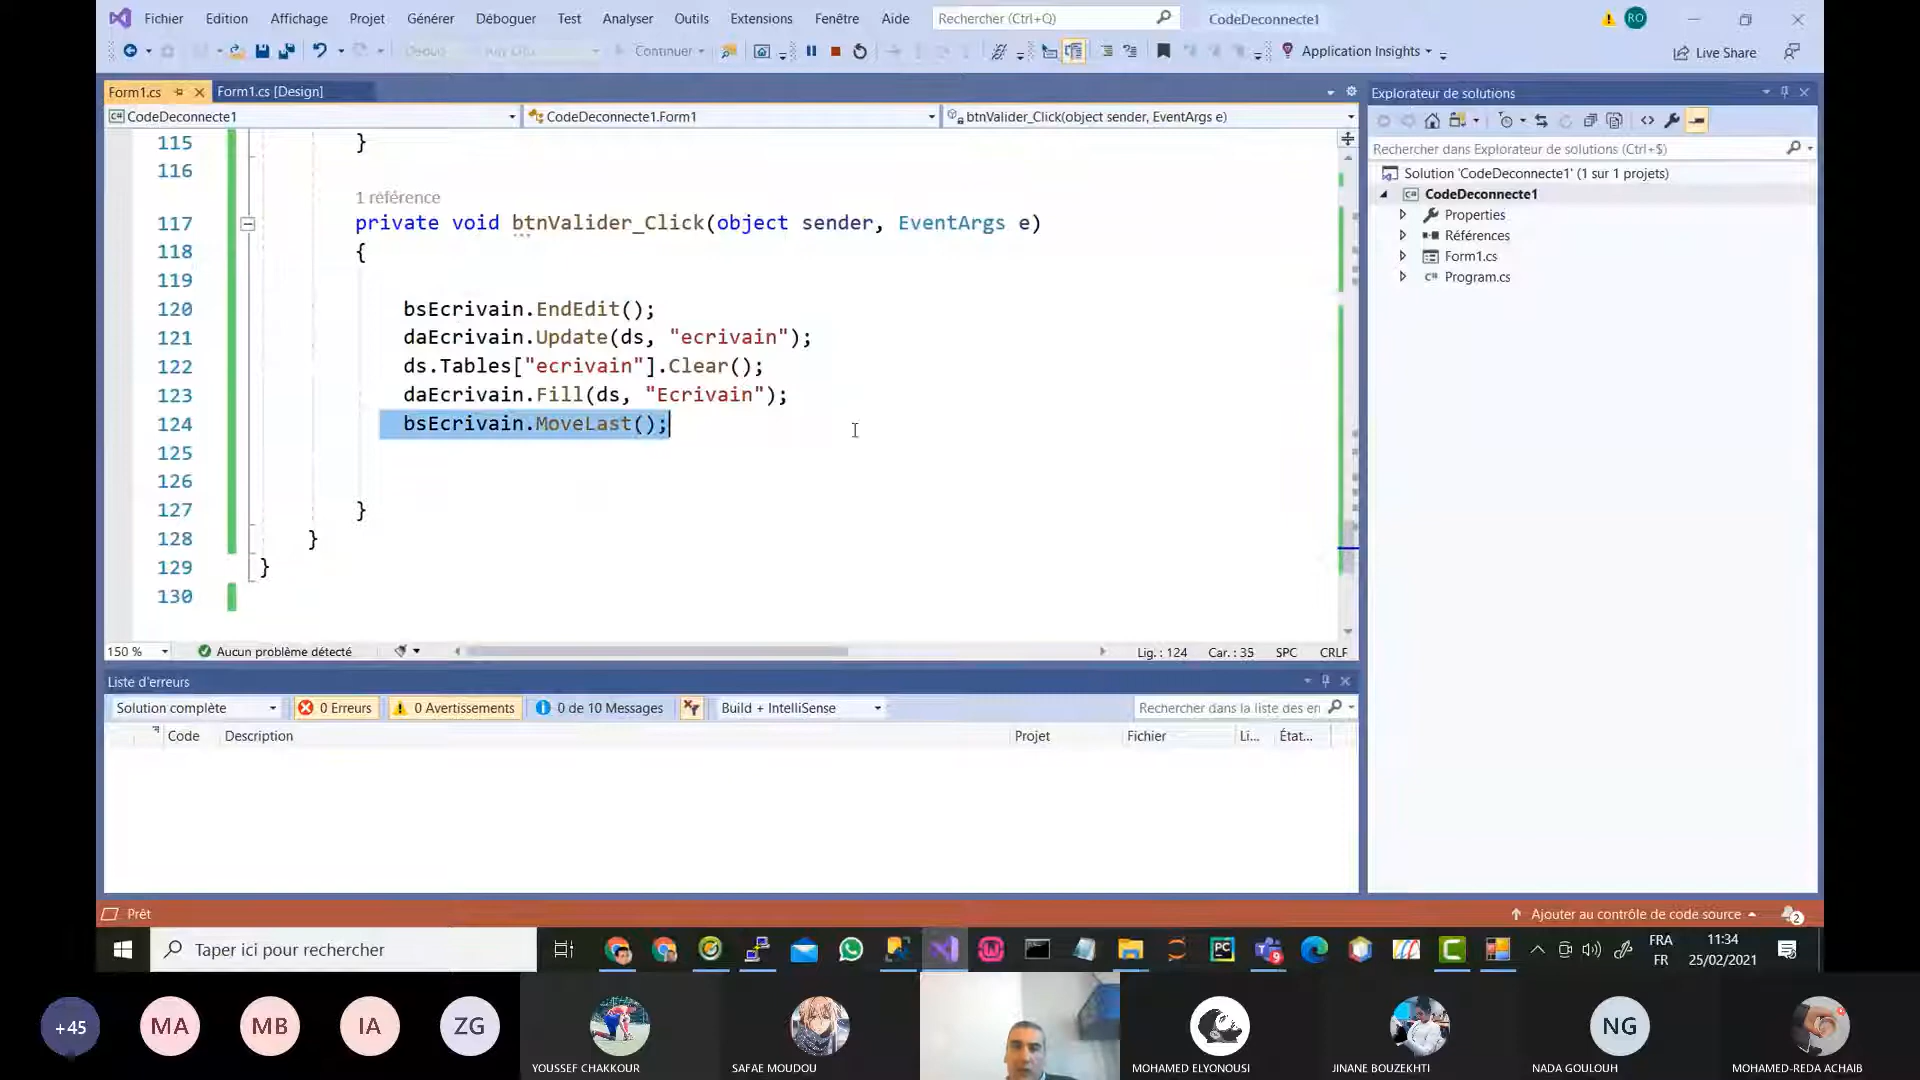 Fichier Edition Affichage Projet Générer Déboguer Test Analyser Outils Extensions Fenêtre Aide Rechercher (Ctrl+Q) CodeDeconnecte1 RO
Continuer Application Insights Live Share
Form1.cs Form1.cs [Design]
CodeDeconnecte1 CodeDeconnecte1.Form1 btnValider_Click(object sender, EventArgs e)
115 }
116
1 référence
117 private void btnValider_Click(object sender, EventArgs e)
118 {
119
120 bsEcrivain.EndEdit();
121 daEcrivain.Update(ds, "ecrivain");
122 ds.Tables["ecrivain"].Clear();
123 daEcrivain.Fill(ds, "Ecrivain");
124 bsEcrivain.MoveLast();
125
126
127 }
128 }
129 }
130
150 % Aucun problème détecté Lig. : 124 Car. : 35 SPC CRLF
Explorateur de solutions
Rechercher dans Explorateur de solutions (Ctrl+$)
Solution 'CodeDeconnecte1' (1 sur 1 projets)
CodeDeconnecte1
Properties
Références
Form1.cs
Program.cs
Liste d'erreurs
Solution complète 0 Erreurs 0 Avertissements 0 de 10 Messages Build + IntelliSense Rechercher dans la liste des en
Code Description Projet Fichier Li... État...
Prêt Ajouter au contrôle de code source 2
Taper ici pour rechercher PC 9 FRA 11:34
FR 25/02/2021
+45 MA MB IA ZG NG
YOUSSEF CHAKKOUR SAFAE MOUDOU MOHAMED ELYONOUSI JINANE BOUZEKHTI NADA GOULOUH MOHAMED-REDA ACHAIB